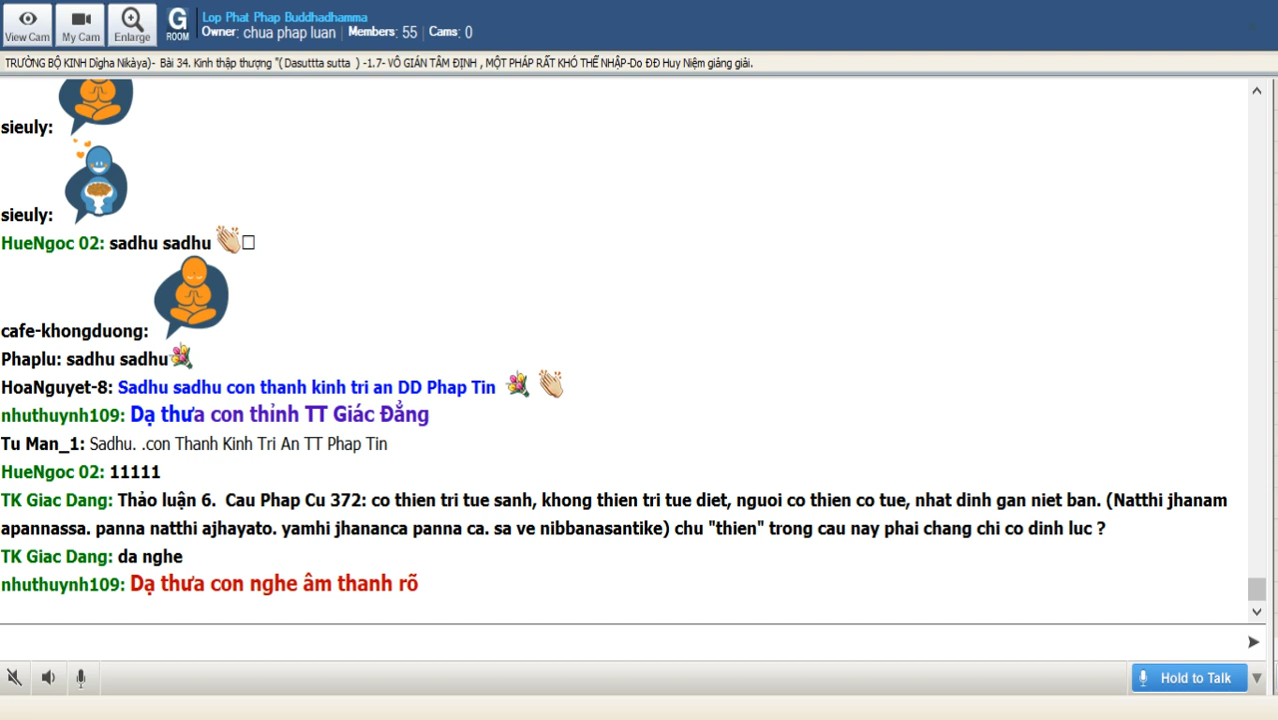 View Cam
My Cam
Enlarge
G
ROOM
Lop Phat Phap Buddhadhamma
Owner: chua phap luan | Members: 55 | Cams: 0
TRƯỜNG BỘ KINH Dìgha Nikàya)- Bài 34. Kinh thập thượng "( Dasuttta sutta ) -1.7- VÔ GIÁN TÂM ĐỊNH , MỘT PHÁP RẤT KHÓ THỂ NHẬP-Do ĐĐ Huy Niệm giảng giải.
sieuly:
sieuly:
HueNgoc 02: sadhu sadhu
cafe-khongduong:
Phaplu: sadhu sadhu
HoaNguyet-8: Sadhu sadhu con thanh kinh tri an DD Phap Tin
nhuthuynh109: Dạ thưa con thỉnh TT Giác Đẳng
Tu Man_1: Sadhu. .con Thanh Kinh Tri An TT Phap Tin
HueNgoc 02: 11111
TK Giac Dang: Thảo luận 6. Cau Phap Cu 372: co thien tri tue sanh, khong thien tri tue diet, nguoi co thien co tue, nhat dinh gan niet ban. (Natthi jhanam
apannassa. panna natthi ajhayato. yamhi jhananca panna ca. sa ve nibbanasantike) chu "thien" trong cau nay phai chang chi co dinh luc ?
TK Giac Dang: da nghe
nhuthuynh109: Dạ thưa con nghe âm thanh rõ
Hold to Talk